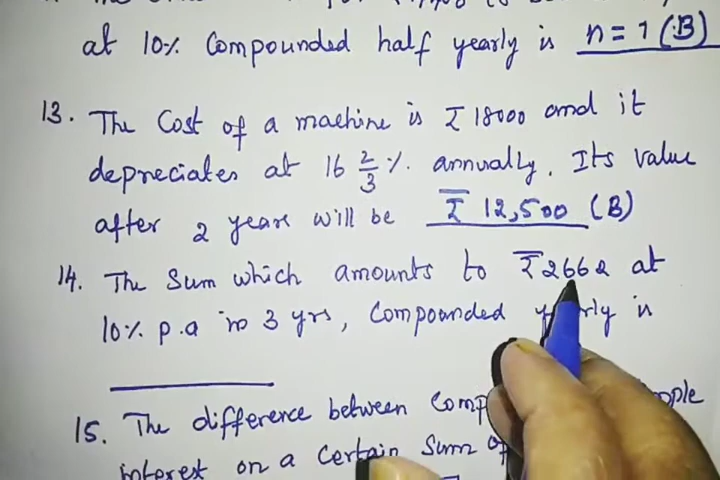 at 10% Compounded half yearly is n = 1 (B)
13. The Cost of a machine is ₹ 18000 and it
depreciates at 16 2/3 %. annually. Its value
after 2 years will be ₹ 12,500 (B)
14. The Sum which amounts to ₹ 2662 at
10% p.a in 3 yrs, Compounded yearly is
15. The difference between
interest on a certain Sum of